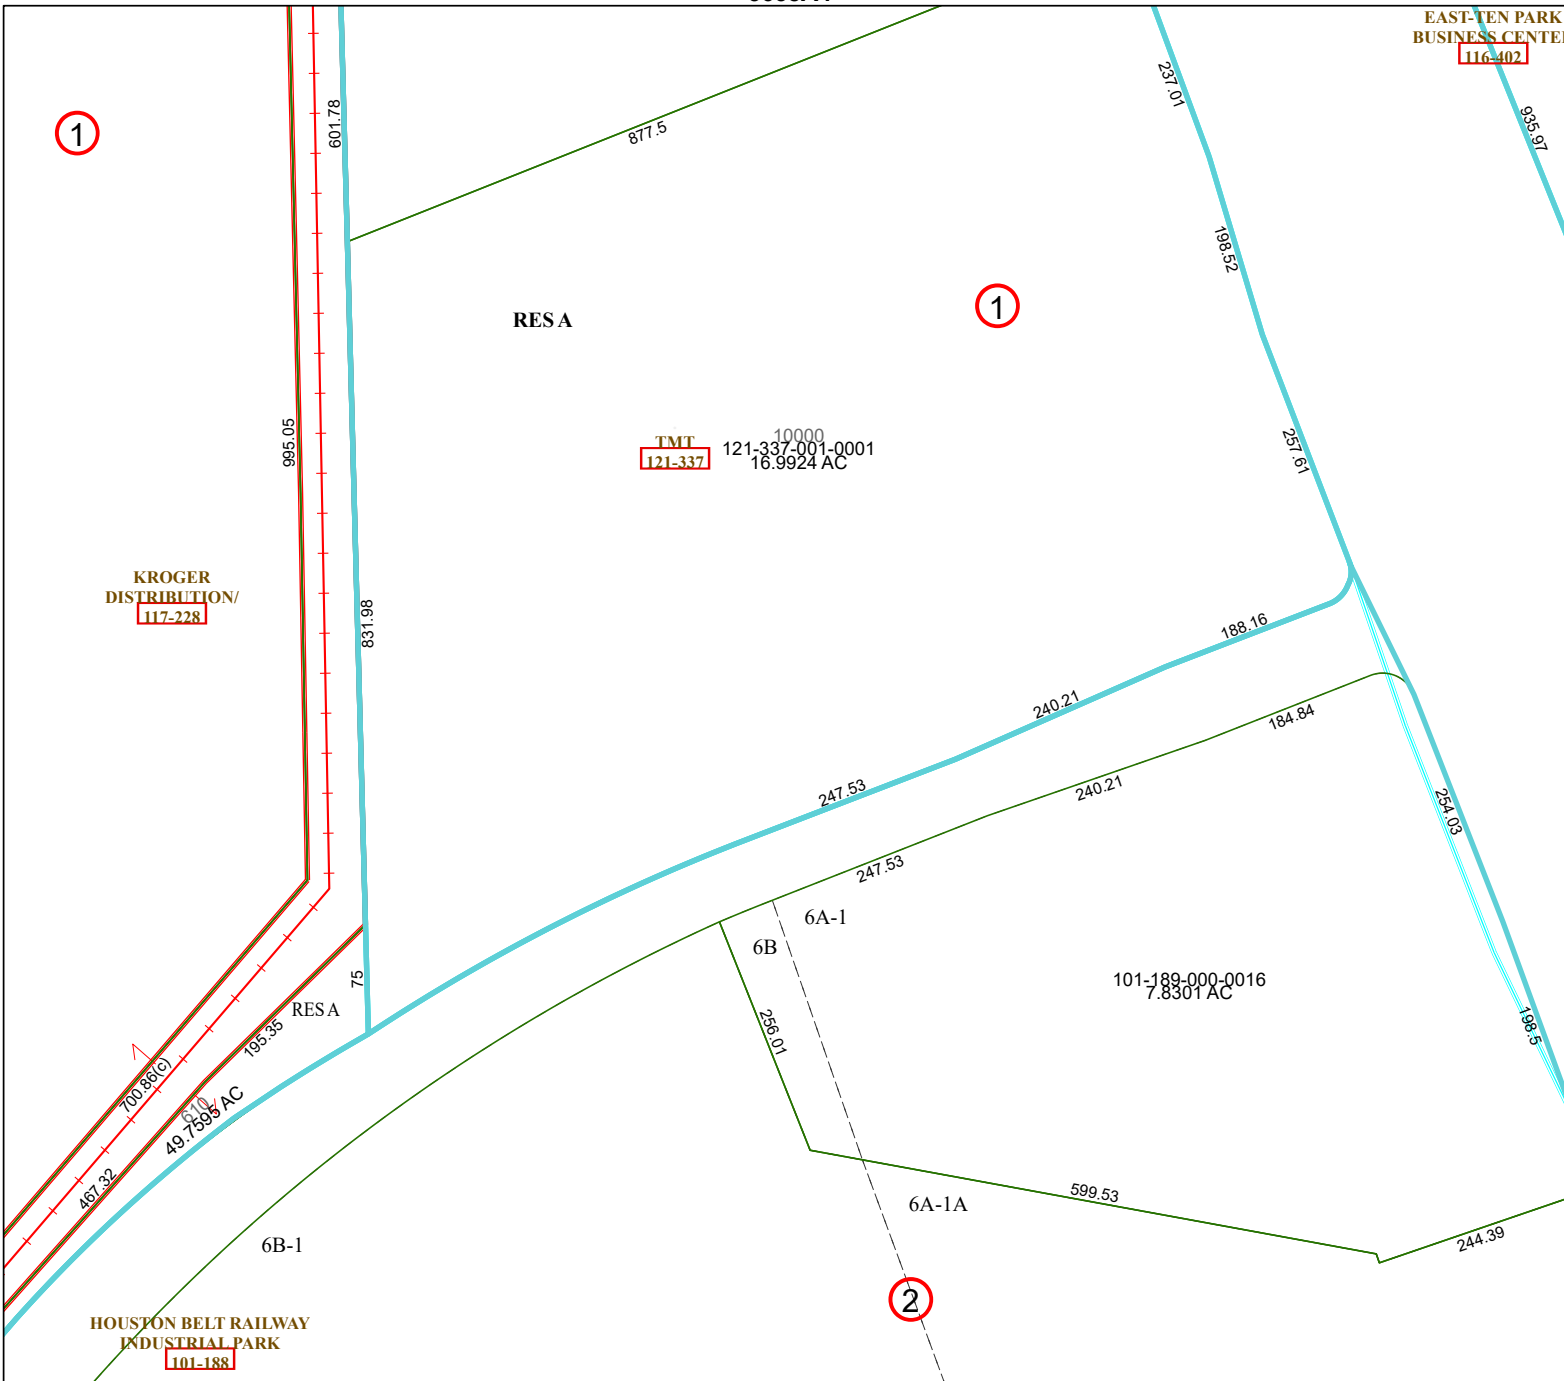 EAST-TEN PARK
BUSINESS CENTER
116-402
237.01
935.97
1
601.78
877.5
198.52
1
RES A
257.61
995.05
10000
TMT
121-337
121-337-001-0001
16.9924 AC
KROGER
DISTRIBUTION/
117-228
831.98
188.16
240.21
184.84
247.53
240.21
254.03
247.53
6A-1
6B
75
101-189-000-0016
7.8301 AC
RES A
256.01
198.5
195.35
700.86(c)
610
49.7595 AC
467.32
599.53
6A-1A
6B-1
244.39
2
HOUSTON BELT RAILWAY
INDUSTRIAL PARK
101-188